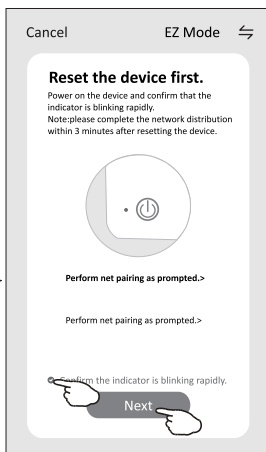 Cancel EZ Mode
Reset the device first.
Power on the device and confirm that the
indicator is blinking rapidly.
Note:please complete the network distribution
within 3 minutes after resetting the device.
Perform net pairing as prompted.>
Perform net pairing as prompted.>
Confirm the indicator is blinking rapidly.
Next